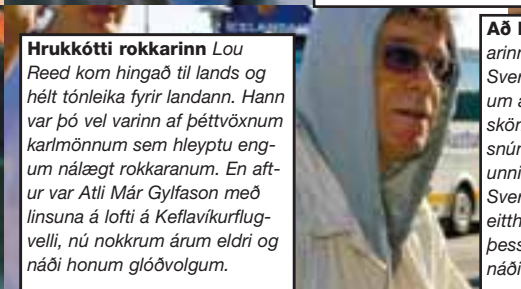 ICELANDAIR
Hrukkótti rokkarinn Lou
Reed kom hingað til lands og
hélt tónleika fyrir landann. Hann
var þó vel varinn af þéttvöxnum
karlmönnum sem hleyptu eng-
um nálægt rokkaranum. En aft-
ur var Atli Már Gylfason með
linsuna á lofti á Keflavíkurflug-
velli, nú nokkrum árum eldri og
náði honum glóðvolgum.
Að
arinn
Sver
um a
skör
snúr
unni
Sver
eitth
þess
náði